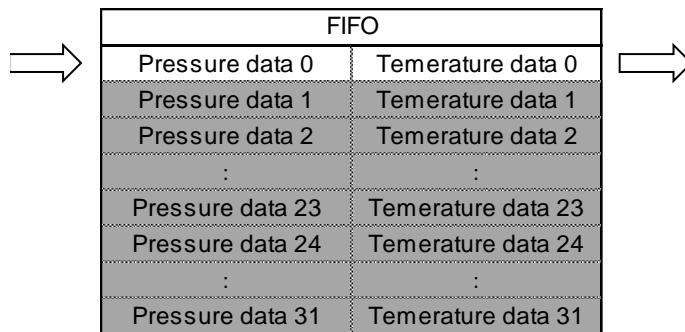 FIFO
Pressure data 0 Temerature data 0
Pressure data 1 Temerature data 1
Pressure data 2 Temerature data 2
: :
Pressure data 23 Temerature data 23
Pressure data 24 Temerature data 24
: :
Pressure data 31 Temerature data 31